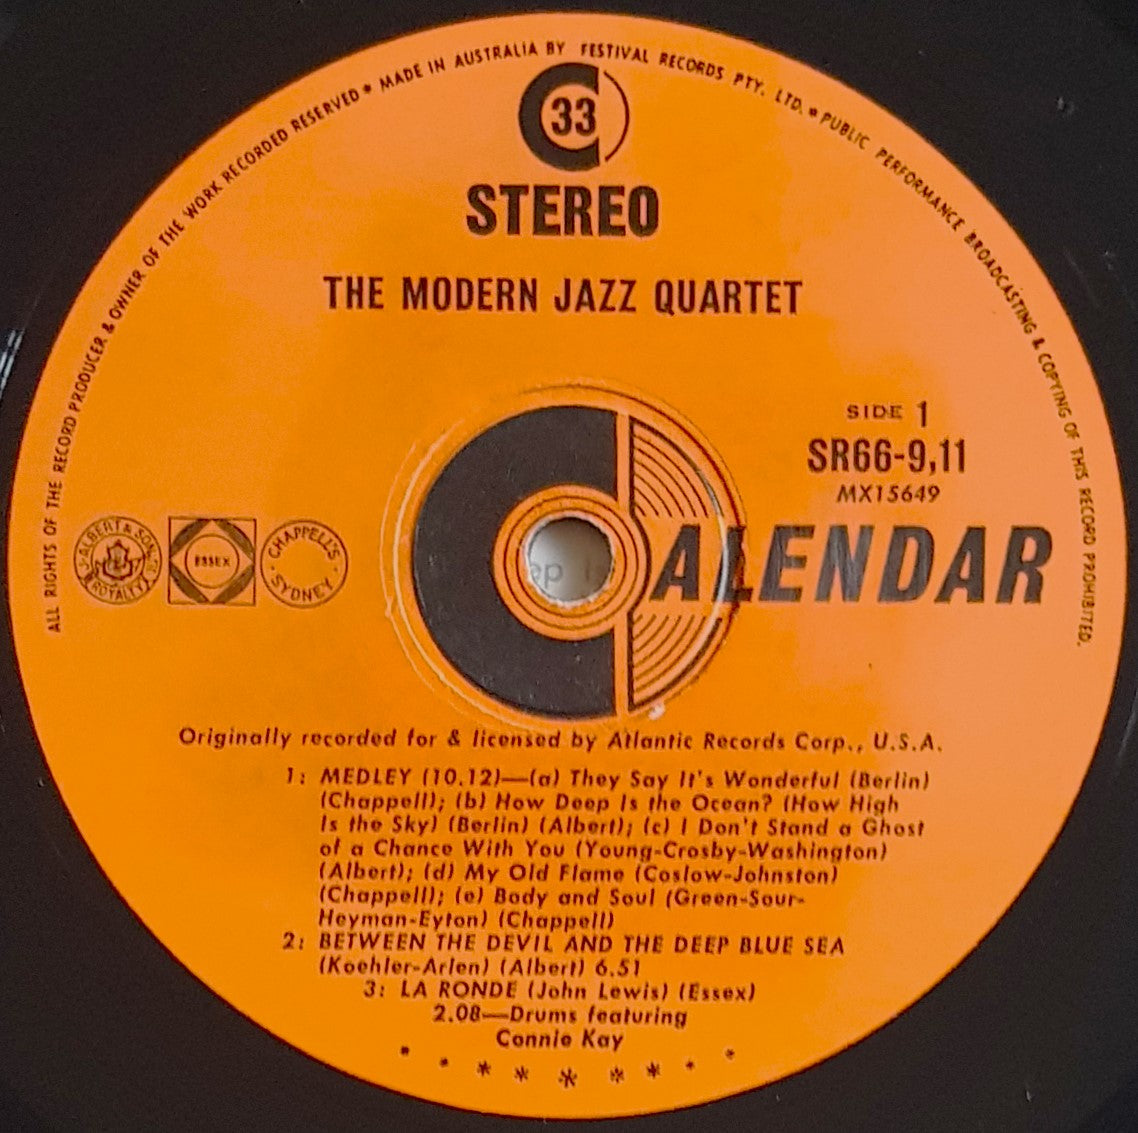 ALL RIGHTS OF THE RECORD PRODUCER & OWNER OF THE WORK RECORDED RESERVED * MADE IN AUSTRALIA BY FESTIVAL RECORDS PTY. LTD. * PUBLIC PERFORMANCE BROADCASTING & COPYING OF THIS RECORD PROHIBITED.
33
STEREO
THE MODERN JAZZ QUARTET
SIDE 1
SR66-9,11
MX15649
J. ALBERT & SON
ROYALTY
ESSEX
CHAPPELL'S
SYDNEY
CALENDAR
Originally recorded for & licensed by Atlantic Records Corp., U.S.A.
1: MEDLEY (10.12)—(a) They Say It's Wonderful (Berlin)
(Chappell); (b) How Deep Is the Ocean? (How High
Is the Sky) (Berlin) (Albert); (c) I Don't Stand a Ghost
of a Chance With You (Young-Crosby-Washington)
(Albert); (d) My Old Flame (Coslow-Johnston)
(Chappell); (e) Body and Soul (Green-Sour-
Heyman-Eyton) (Chappell)
2: BETWEEN THE DEVIL AND THE DEEP BLUE SEA
(Koehler-Arlen) (Albert) 6.51
3: LA RONDE (John Lewis) (Essex)
2.08—Drums featuring
Connie Kay